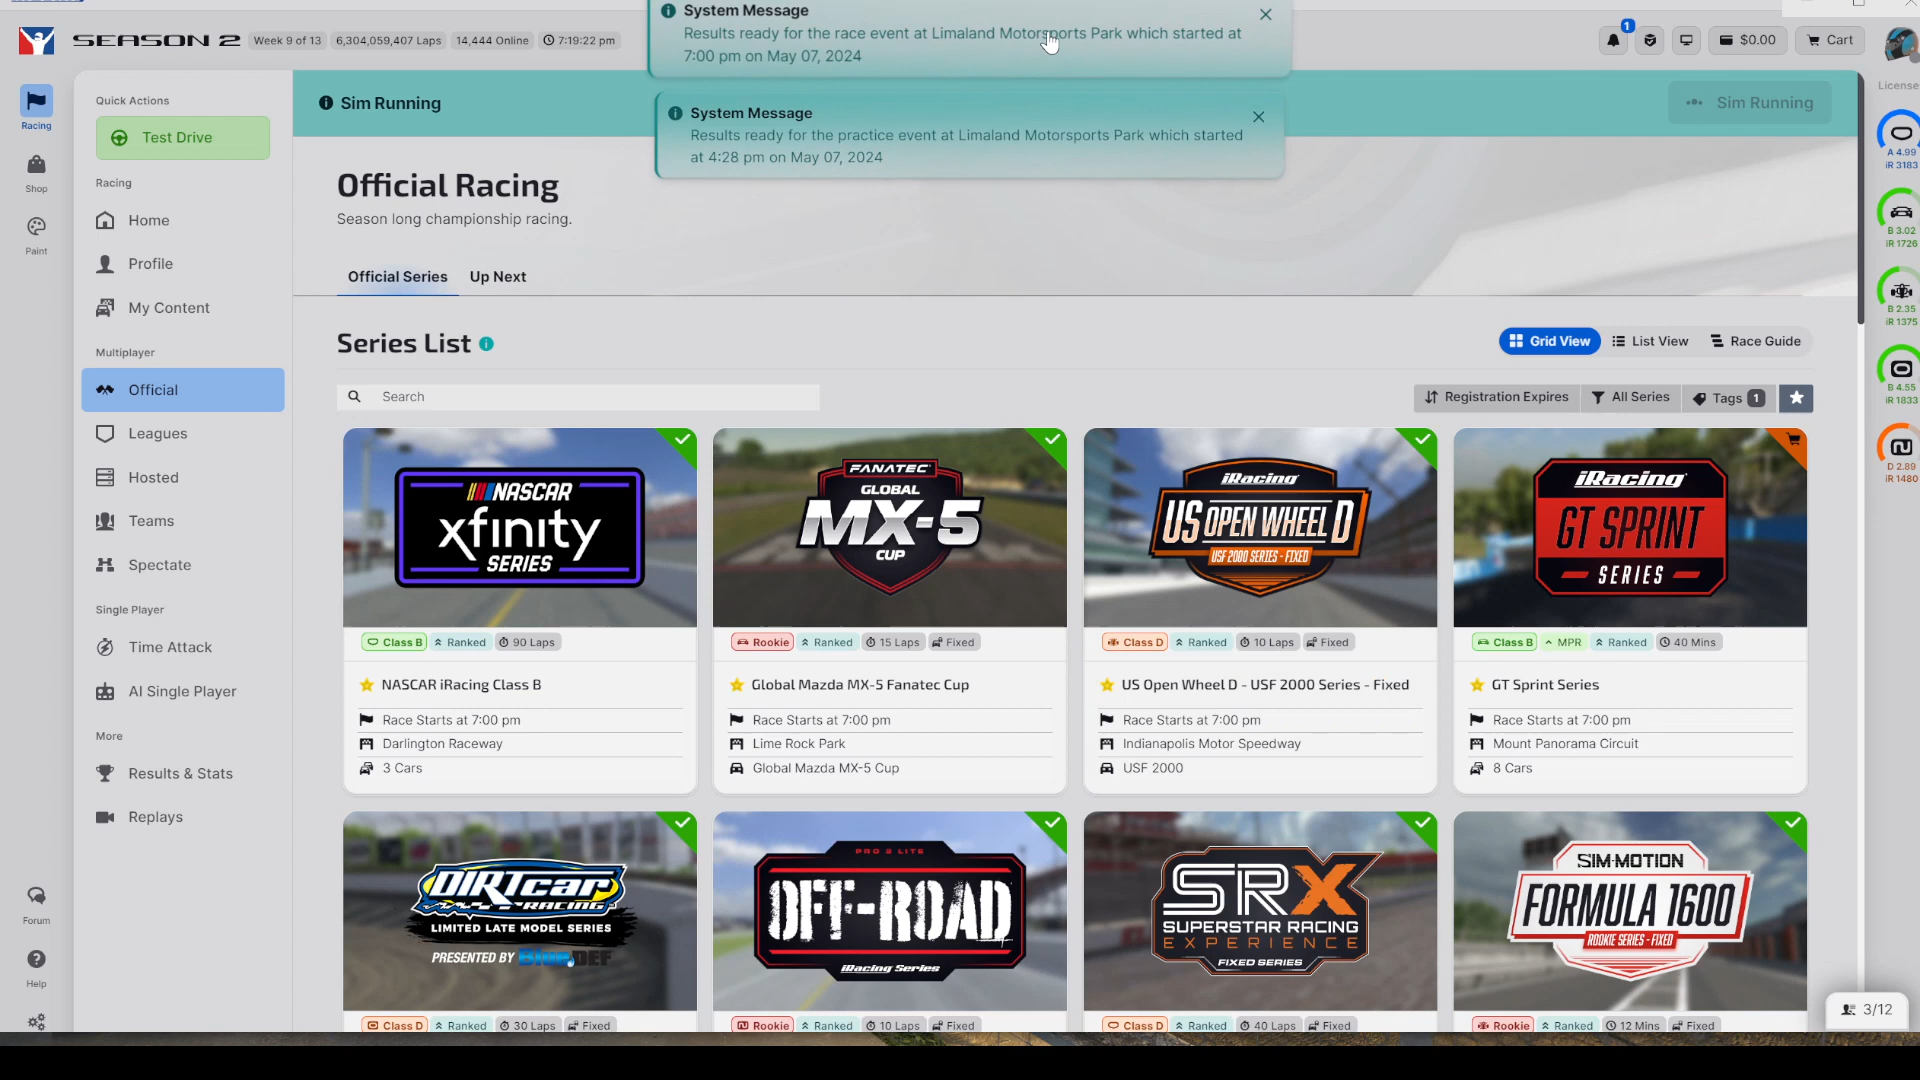 System Message
Results ready for the race event at Limaland Motorsports Park which started at
7:00 pm on May 07, 2024
SEASON 2
Week 9 of 13
6,304,059,407 Laps
14,444 Online
7:19:22 pm
1
$0.00
Cart
Sim Running
Sim Running
System Message
Results ready for the practice event at Limaland Motorsports Park which started
at 4:28 pm on May 07, 2024
Racing
Shop
Paint
Forum
Help
Quick Actions
Test Drive
Racing
Home
Profile
My Content
Multiplayer
Official
Leagues
Hosted
Teams
Spectate
Single Player
Time Attack
AI Single Player
More
Results & Stats
Replays
Official Racing
Season long championship racing.
Official Series
Up Next
Series List
Grid View
List View
Race Guide
Search
Registration Expires
All Series
Tags 1
NASCAR
xfinity
SERIES
Class B
Ranked
90 Laps
NASCAR iRacing Class B
Race Starts at 7:00 pm
Darlington Raceway
3 Cars
FANATEC
GLOBAL
MX-5
CUP
Rookie
Ranked
15 Laps
Fixed
Global Mazda MX-5 Fanatec Cup
Race Starts at 7:00 pm
Lime Rock Park
Global Mazda MX-5 Cup
iRacing
US OPEN WHEEL D
USF 2000 SERIES - FIXED
Class D
Ranked
10 Laps
Fixed
US Open Wheel D - USF 2000 Series - Fixed
Race Starts at 7:00 pm
Indianapolis Motor Speedway
USF 2000
iRacing
GT SPRINT
SERIES
Class B
MPR
Ranked
40 Mins
GT Sprint Series
Race Starts at 7:00 pm
Mount Panorama Circuit
8 Cars
DIRTcar
RACING
LIMITED LATE MODEL SERIES
PRESENTED BY BlueDEF
Class D
Ranked
30 Laps
Fixed
PRO 2 LITE
OFF-ROAD
iRacing Series
Rookie
Ranked
10 Laps
Fixed
SRX
SUPERSTAR RACING
EXPERIENCE
FIXED SERIES
Class D
Ranked
40 Laps
Fixed
SIM-MOTION
FORMULA 1600
ROOKIE SERIES - FIXED
Rookie
Ranked
12 Mins
Fixed
License
A 4.99
iR 3183
B 3.02
iR 1726
B 2.35
iR 1375
B 4.55
iR 1833
D 2.89
iR 1480
3/12